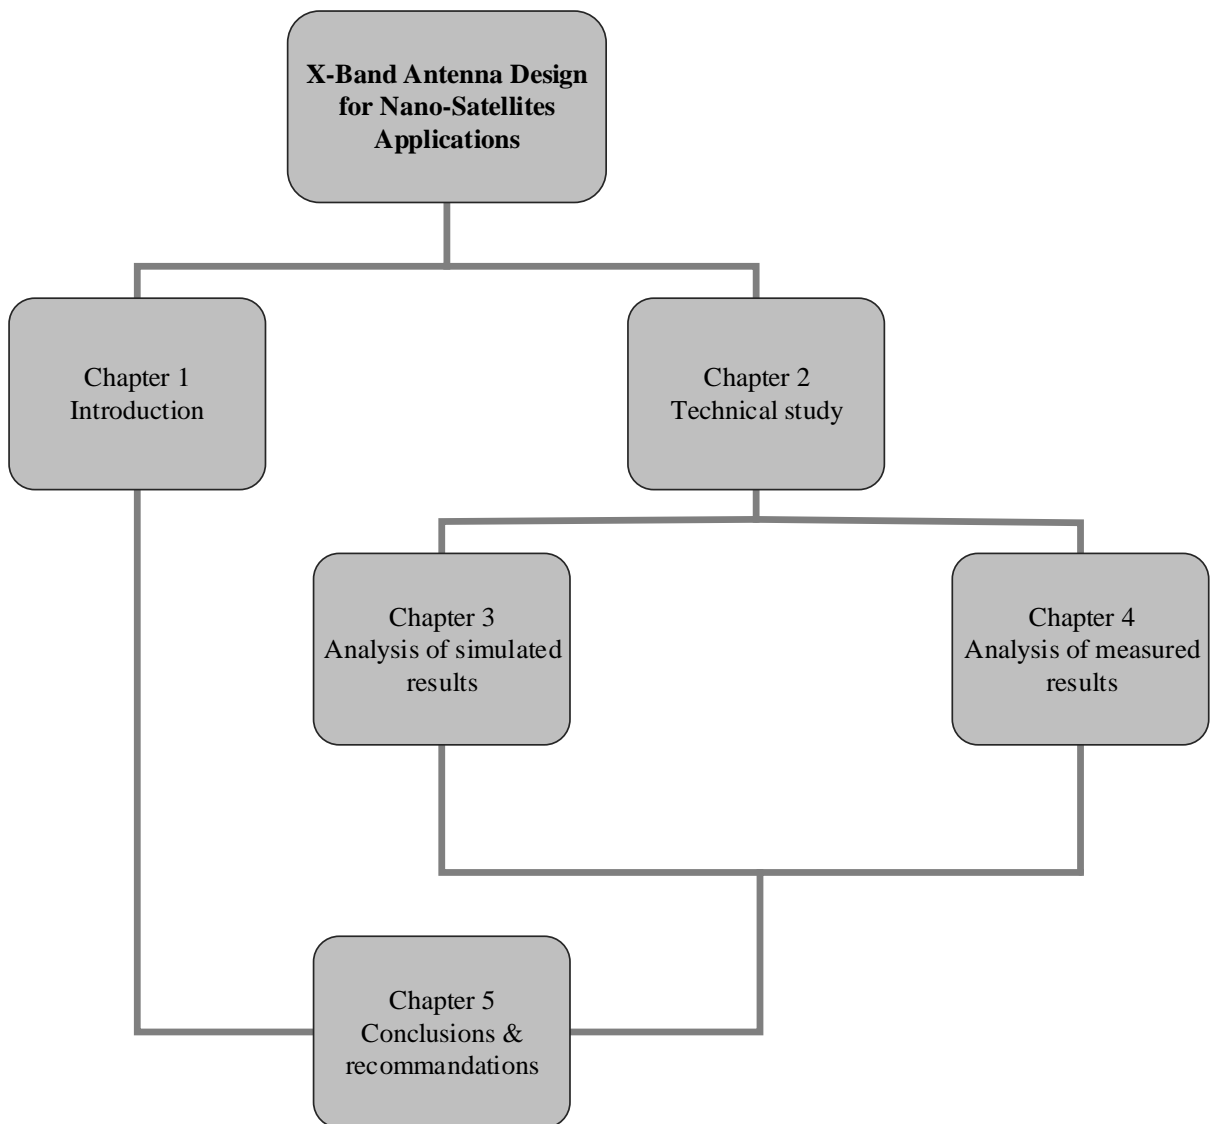 X-Band Antenna Design
for Nano-Satellites
Applications
Chapter 1
Introduction
Chapter 2
Technical study
Chapter 3
Analysis of simulated
results
Chapter 4
Analysis of measured
results
Chapter 5
Conclusions &
recommandations